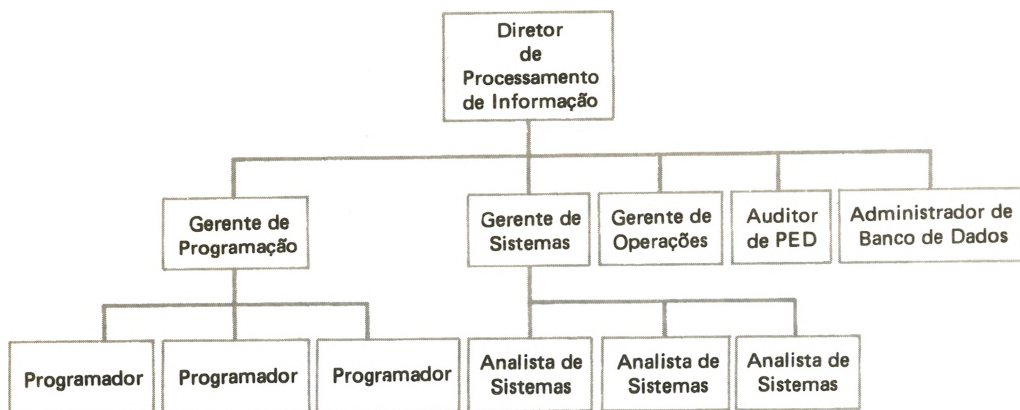 Diretor
de
Processamento
de Informação
Gerente de
Programação
Gerente de
Sistemas
Gerente de
Operações
Auditor
de PED
Administrador de
Banco de Dados
Programador
Programador
Programador
Analista de
Sistemas
Analista de
Sistemas
Analista de
Sistemas